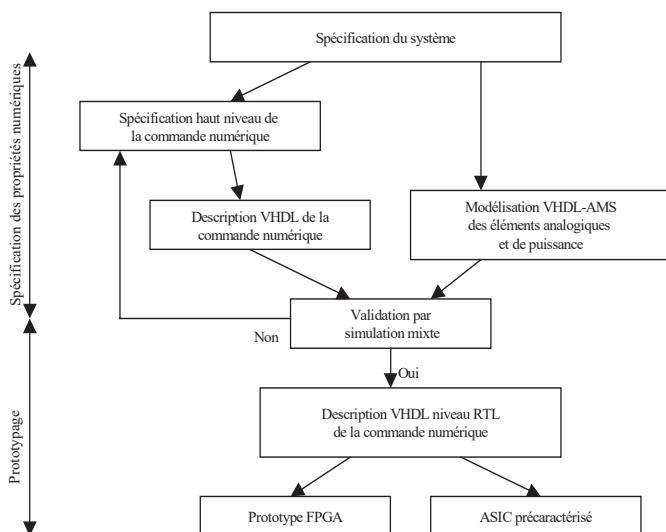 Spécification du système
Spécification des propriétés numériques
Spécification haut niveau de
la commande numérique
Description VHDL de la
commande numérique
Modélisation VHDL-AMS
des éléments analogiques
et de puissance
Validation par
simulation mixte
Non
Oui
Prototypage
Description VHDL niveau RTL
de la commande numérique
Prototype FPGA
ASIC précaractérisé